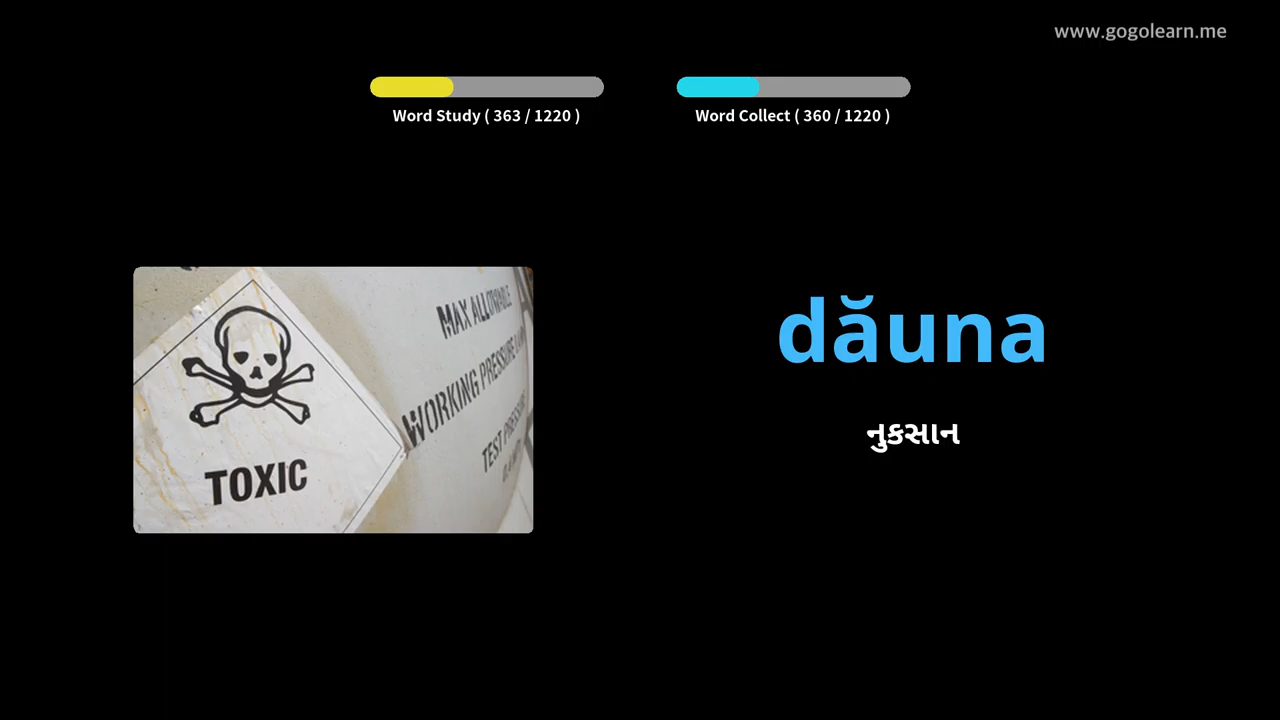 www.gogolearn.me
Word Study ( 363 / 1220 )
Word Collect ( 360 / 1220 )
TOXIC
MAX ALLOWABLE
WORKING PRESSURE
TEST PRESSURE
dăuna
નુકસાન